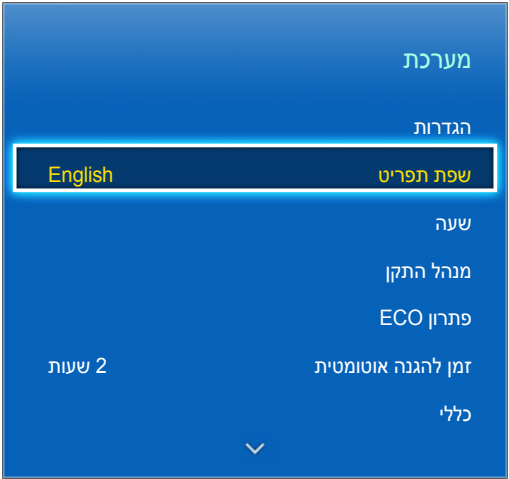 מערכת
הגדרות
שפת תפריט English
שעה
מנהל התקן
פתרון ECO
זמן להגנה אוטומטית 2 שעות
כללי